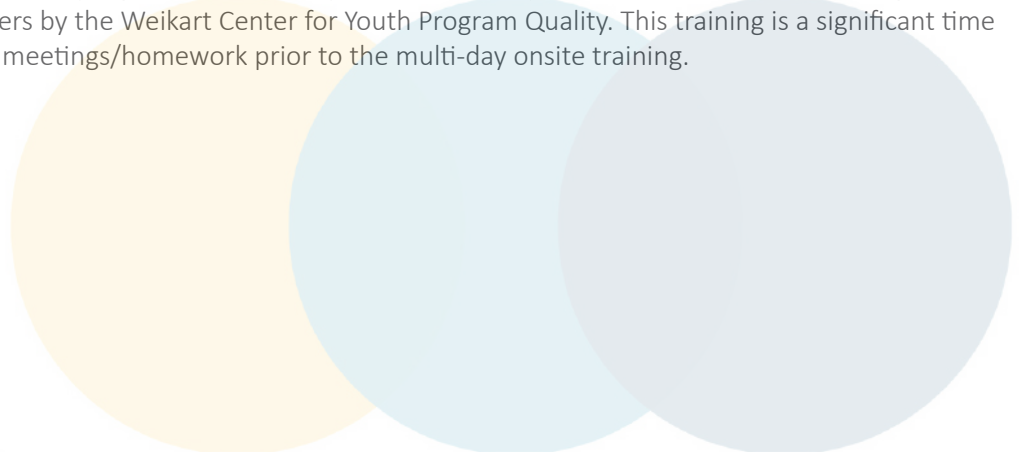 ers by the Weikart Center for Youth Program Quality. This training is a significant time
meetings/homework prior to the multi-day onsite training.